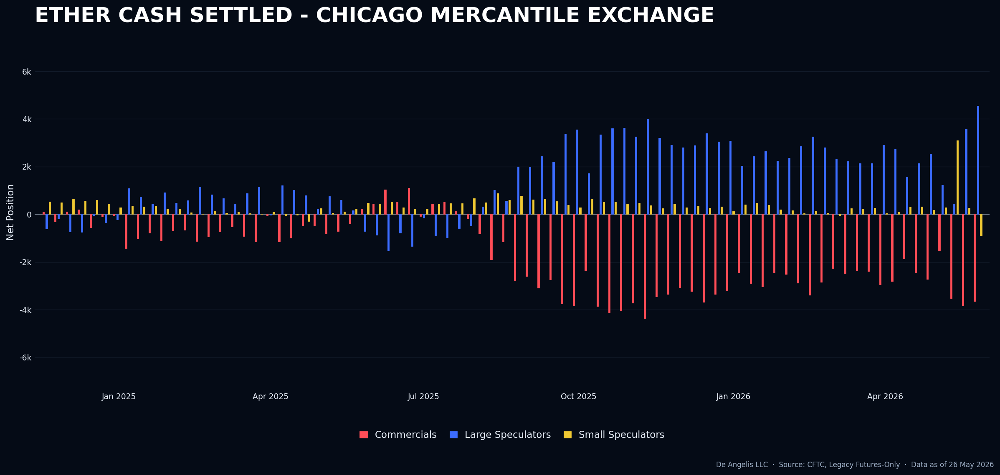 ETHER CASH SETTLED - CHICAGO MERCANTILE EXCHANGE
Net Position
6k
4k
2k
0
-2k
-4k
-6k
Jan 2025
Apr 2025
Jul 2025
Oct 2025
Jan 2026
Apr 2026
Commercials
Large Speculators
Small Speculators
De Angelis LLC · Source: CFTC, Legacy Futures-Only · Data as of 26 May 2026